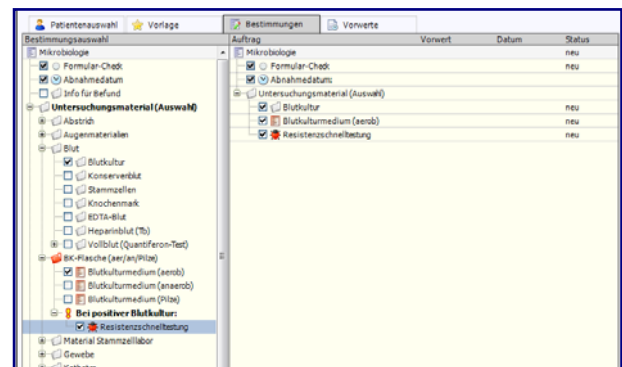 Patientenauswahl Vorlage Bestimmungen Vorwerte
Bestimmungsauswahl
Mikrobiologie
Formular-Check
Abnahmedatum
Info für Befund
Untersuchungsmaterial (Auswahl)
Abstrich
Augenmaterialien
Blut
Blutkultur
Konservenblut
Stammzellen
Knochenmark
EDTA-Blut
Heparinblut (Tb)
Vollblut (Quantiferon-Test)
BK-Flasche (aer/an/Pilze)
Blutkulturmedium (aerob)
Blutkulturmedium (anaerob)
Blutkulturmedium (Pilze)
Bei positiver Blutkultur:
Resistenzschnelltestung
Material Stammzelllabor
Gewebe
Katheter
Auftrag Vorwert Datum Status
Mikrobiologie neu
Formular-Check neu
Abnahmedatum:
Untersuchungsmaterial (Auswahl)
Blutkultur neu
Blutkulturmedium (aerob) neu
Resistenzschnelltestung neu